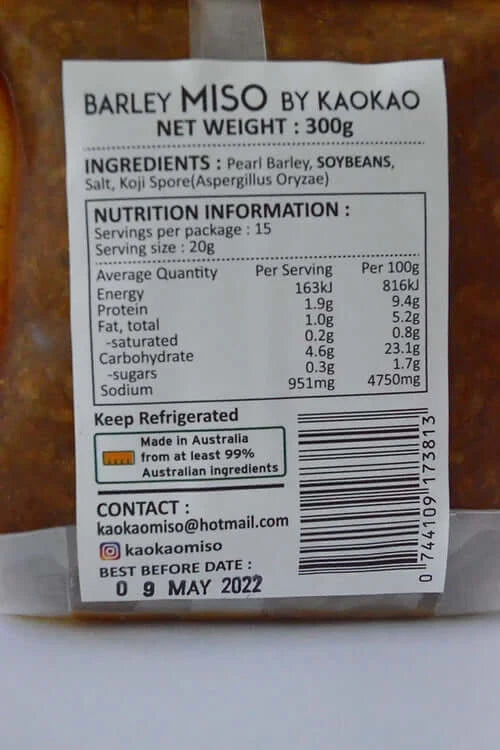 BARLEY MISO BY KAOKAO
NET WEIGHT : 300g
INGREDIENTS : Pearl Barley, SOYBEANS,
Salt, Koji Spore(Aspergillus Oryzae)
NUTRITION INFORMATION :
Servings per package : 15
Serving size : 20g
Average Quantity Per Serving Per 100g
Energy 163kJ 816kJ
Protein 1.9g 9.4g
Fat, total 1.0g 5.2g
-saturated 0.2g 0.8g
Carbohydrate 4.6g 23.1g
-sugars 0.3g 1.7g
Sodium 951mg 4750mg
Keep Refrigerated
Made in Australia
from at least 99%
Australian ingredients
CONTACT :
kaokaomiso@hotmail.com
kaokaomiso
BEST BEFORE DATE :
0 9 MAY 2022
0 744109 173813